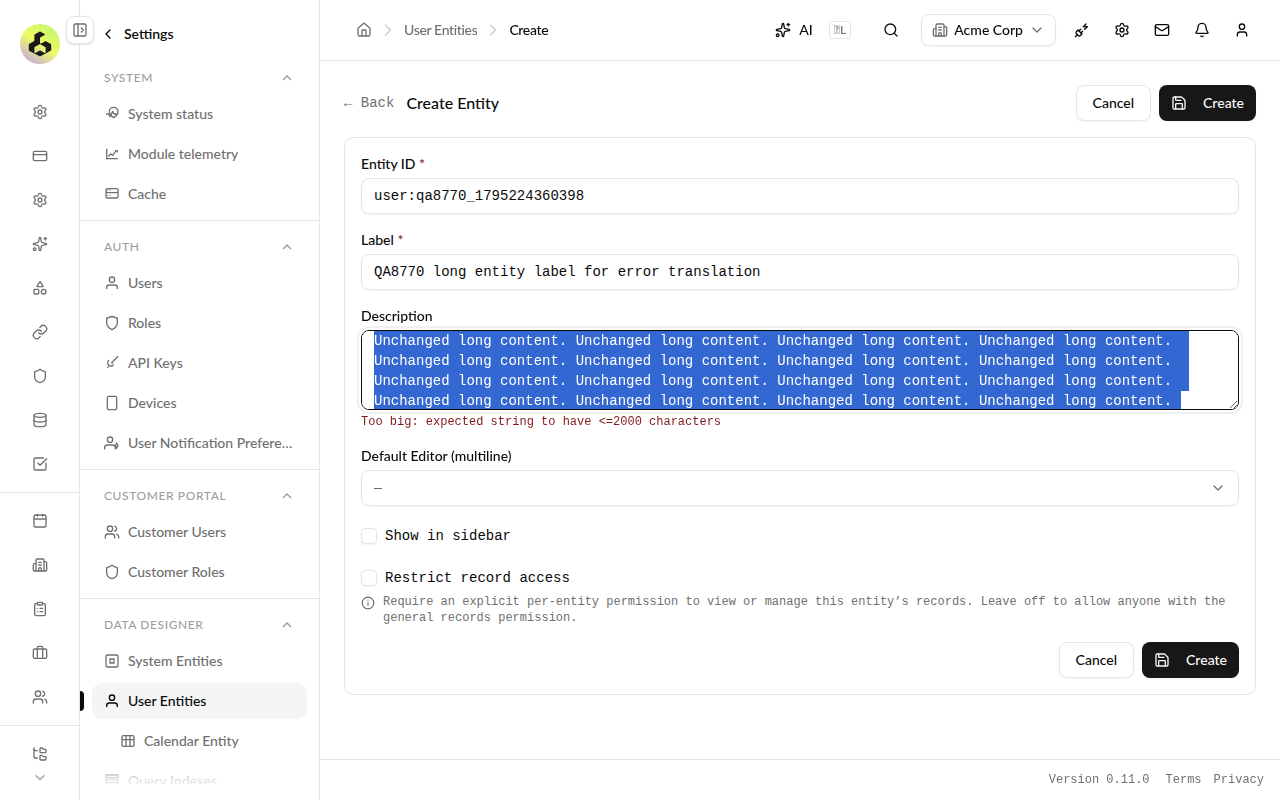 Settings
SYSTEM
System status
Module telemetry
Cache
AUTH
Users
Roles
API Keys
Devices
User Notification Prefere...
CUSTOMER PORTAL
Customer Users
Customer Roles
DATA DESIGNER
System Entities
User Entities
Calendar Entity
Query Indexes
User Entities
Create
AI
L
Acme Corp
← Back
Create Entity
Cancel
Create
Entity ID *
user:qa8770_1795224360398
Label *
QA8770 long entity label for error translation
Description
Unchanged long content. Unchanged long content. Unchanged long content. Unchanged long content.
Unchanged long content. Unchanged long content. Unchanged long content. Unchanged long content.
Unchanged long content. Unchanged long content. Unchanged long content. Unchanged long content.
Unchanged long content. Unchanged long content. Unchanged long content. Unchanged long content.
Too big: expected string to have <=2000 characters
Default Editor (multiline)
—
Show in sidebar
Restrict record access
Require an explicit per-entity permission to view or manage this entity’s records. Leave off to allow anyone with the
general records permission.
Cancel
Create
Version 0.11.0
Terms
Privacy